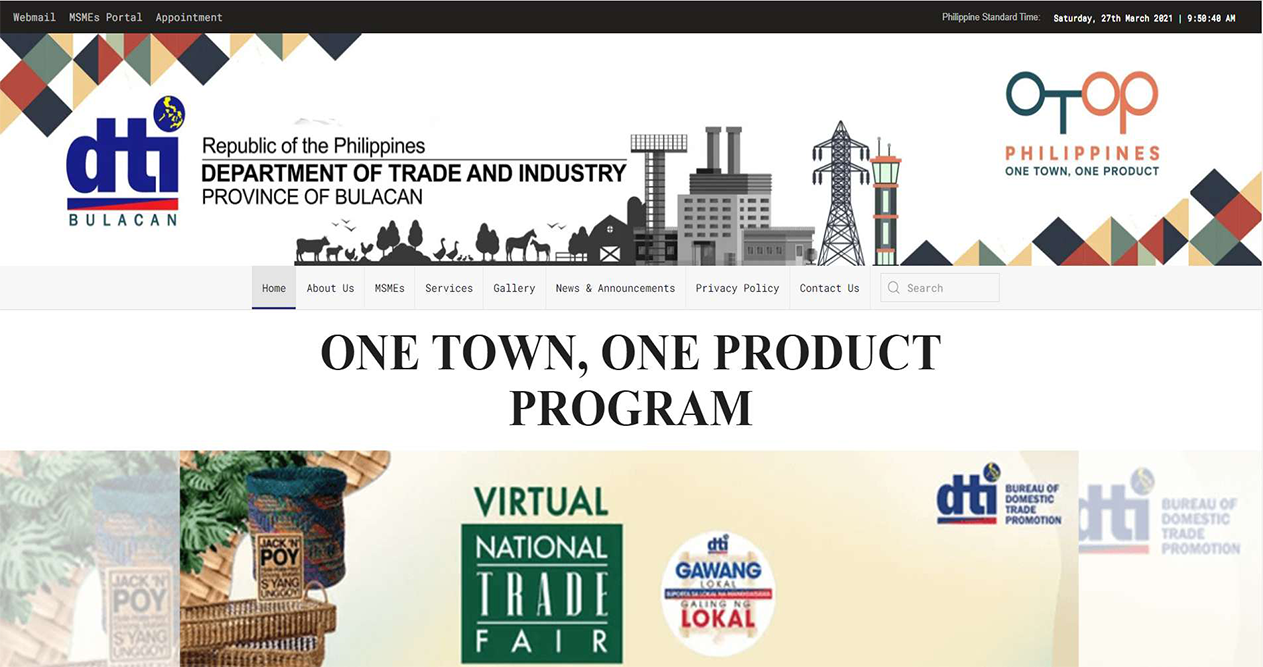 Webmail MSMEs Portal Appointment
Philippine Standard Time: Saturday, 27th March 2021 | 9:50:40 AM
dti
BULACAN
Republic of the Philippines
DEPARTMENT OF TRADE AND INDUSTRY
PROVINCE OF BULACAN
OTOP
PHILIPPINES
ONE TOWN, ONE PRODUCT
Home About Us MSMEs Services Gallery News & Announcements Privacy Policy Contact Us Search
ONE TOWN, ONE PRODUCT
PROGRAM
JACK 'N'
POY
S'YANG
UNGGOY!
JACK 'N'
POY
S'YANG
UNGGOY!
VIRTUAL
NATIONAL
TRADE
FAIR
dti
GAWANG
LOKAL
GALING NG
LOKAL
dti
BUREAU OF
DOMESTIC
TRADE
PROMOTION
dti
BUREAU OF
DOMESTIC
TRADE
PROMOTION